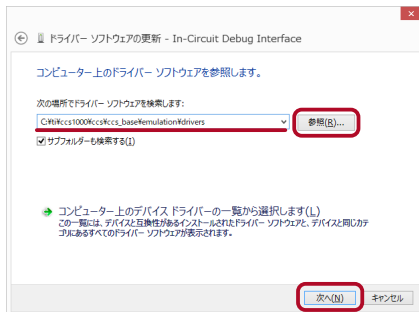 ドライバー ソフトウェアの更新 - In-Circuit Debug Interface
コンピューター上のドライバー ソフトウェアを参照します。
次の場所でドライバー ソフトウェアを検索します:
C:¥ti¥ccs1000¥ccs¥ccs_base¥emulation¥drivers
参照(R)...
サブフォルダーも検索する(I)
コンピューター上のデバイス ドライバーの一覧から選択します(L)
この一覧には、デバイスと互換性があるインストールされたドライバー ソフトウェアと、デバイスと同じカテ
ゴリにあるすべてのドライバー ソフトウェアが表示されます。
次へ(N)
キャンセル